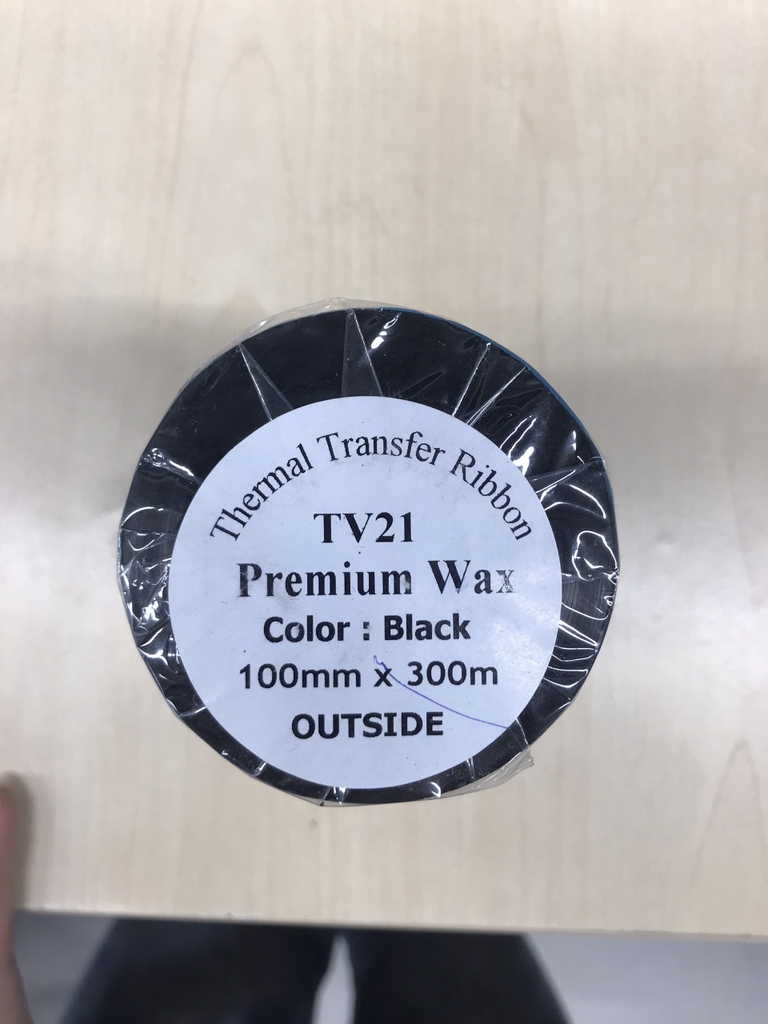 Thermal Transfer Ribbon
TV21
Premium Wax
Color : Black
100mm x 300m
OUTSIDE